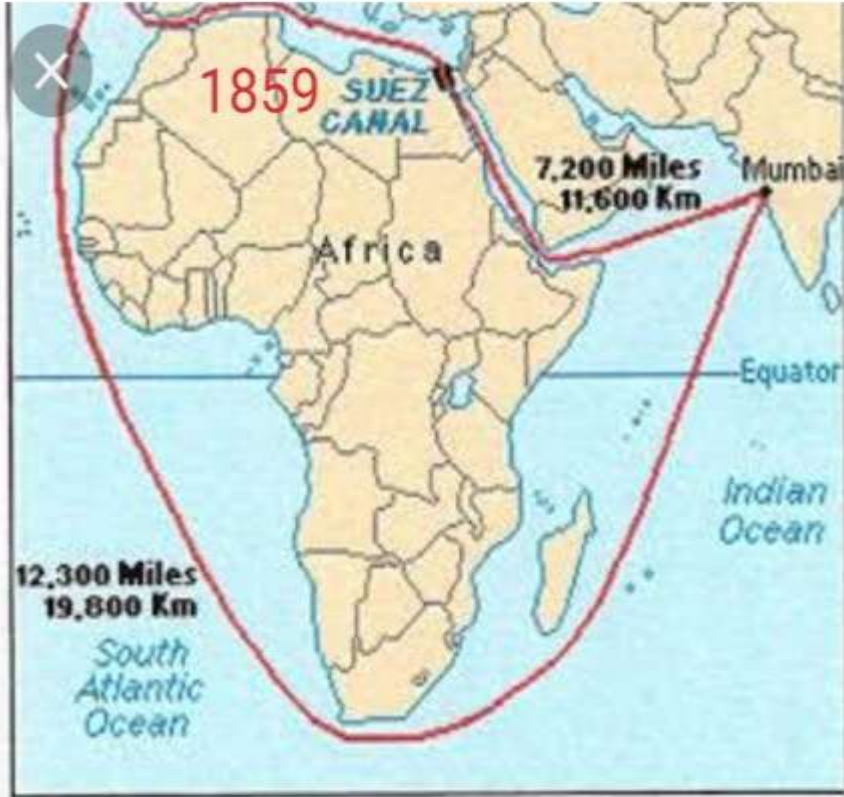 1859
SUEZ
CANAL
7,200 Miles
11,600 Km
Mumbai
Africa
Equator
Indian
Ocean
12,300 Miles
19,800 Km
South
Atlantic
Ocean